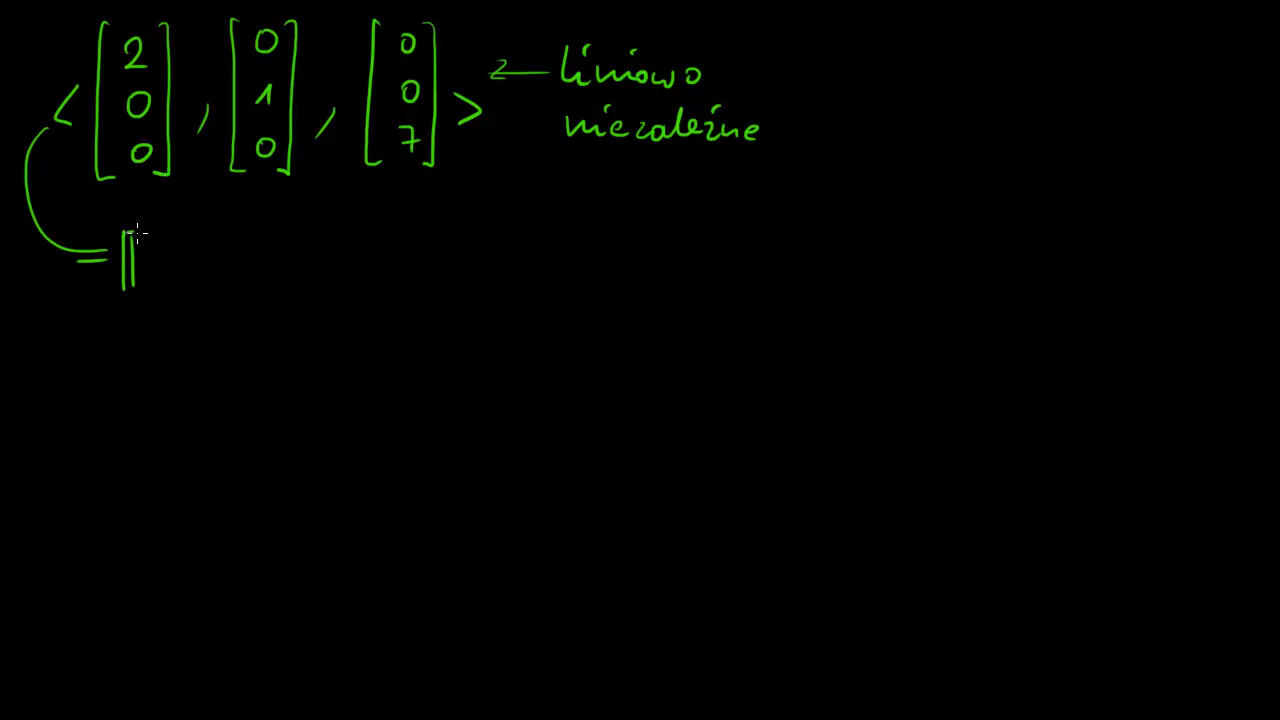 < [2 0 0] , [0 1 0] , [0 0 7] > ← liniowo
niezależne
=